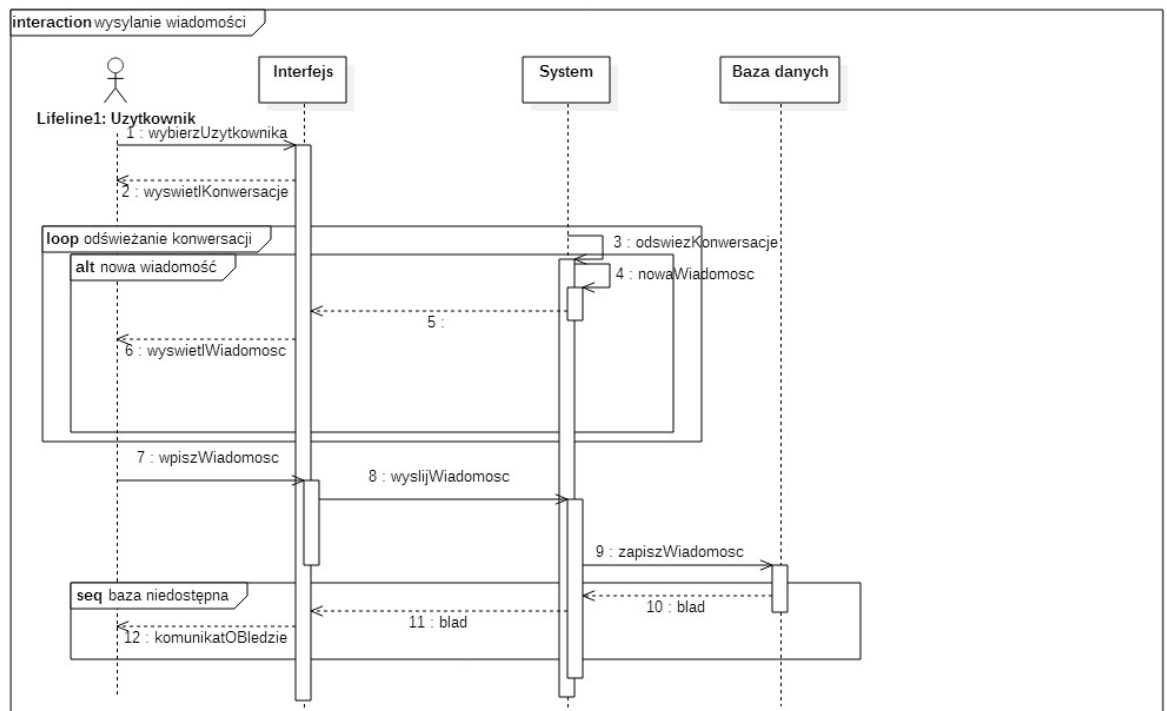 interaction wysylanie wiadomości
Interfejs
System
Baza danych
Lifeline1: Uzytkownik
1 : wybierzUzytkownika
2 : wyswietlKonwersacje
loop odświeżanie konwersacji
3 : odswiezKonwersacje
alt nowa wiadomość
4 : nowaWiadomosc
5 :
6 : wyswietlWiadomosc
7 : wpiszWiadomosc
8 : wyslijWiadomosc
9 : zapiszWiadomosc
seq baza niedostępna
10 : blad
11 : blad
12 : komunikatOBledzie